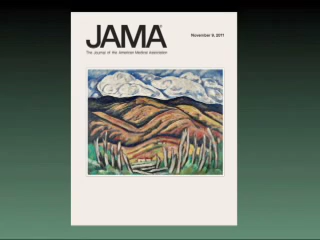 JAMA
November 9, 2011
The Journal of the American Medical Association